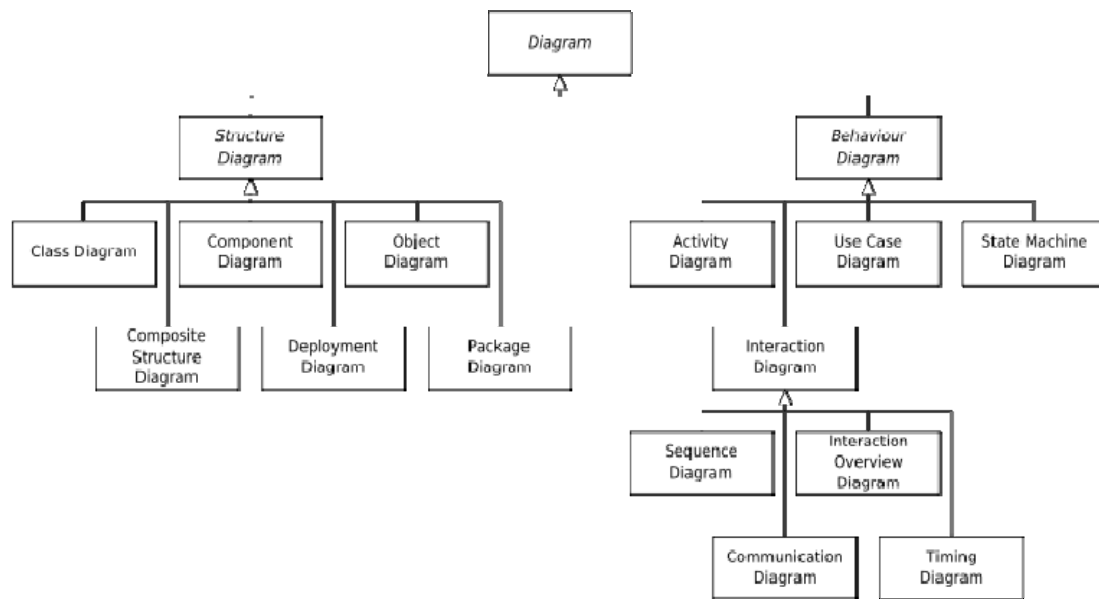 Diagram
Structure
Diagram
Behaviour
Diagram
Class Diagram
Component
Diagram
Object
Diagram
Activity
Diagram
Use Case
Diagram
State Machine
Diagram
Composite
Structure
Diagram
Deployment
Diagram
Package
Diagram
Interaction
Diagram
Sequence
Diagram
Interaction
Overview
Diagram
Communication
Diagram
Timing
Diagram